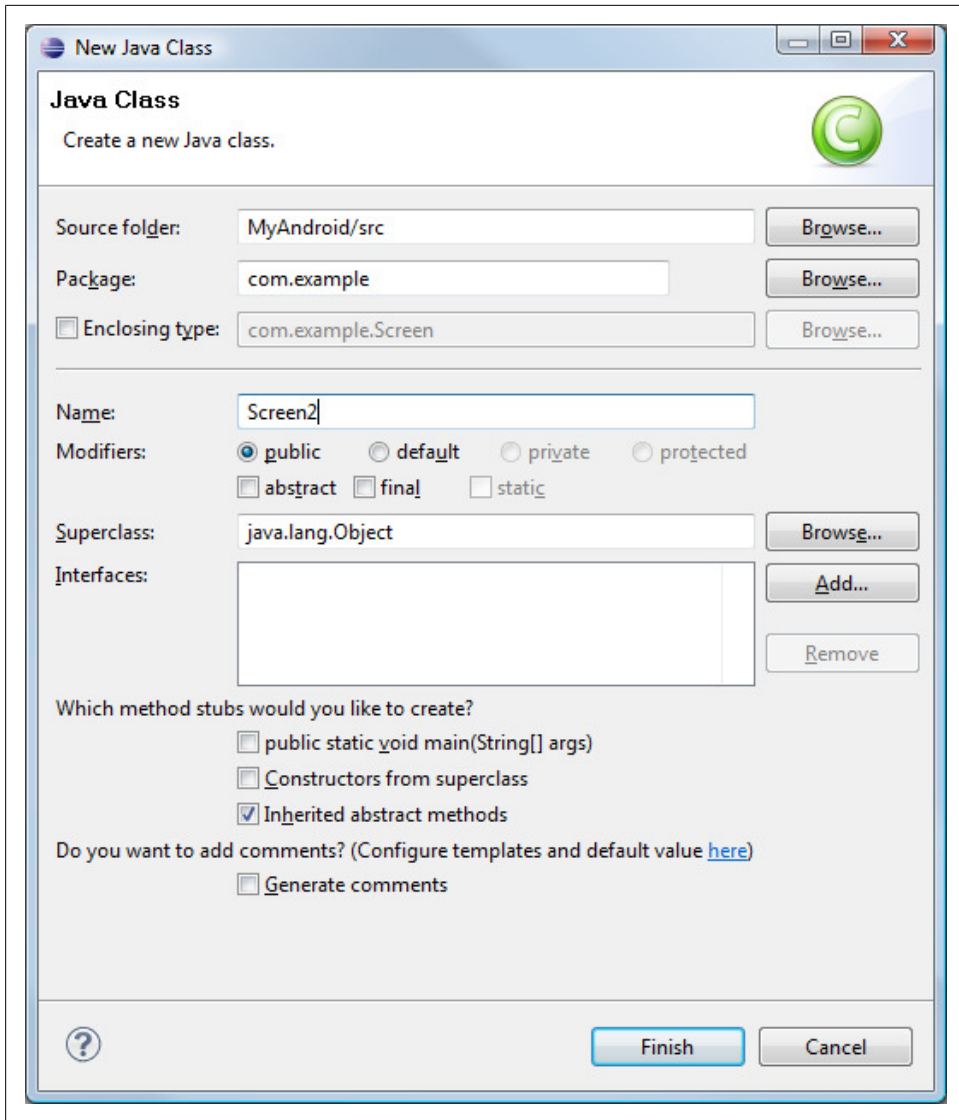 New Java Class
Java Class
Create a new Java class.
Source folder: MyAndroid/src Browse...
Package: com.example Browse...
Enclosing type: com.example.Screen Browse...
Name: Screen2
Modifiers: public default private protected
abstract final static
Superclass: java.lang.Object Browse...
Interfaces: Add...
Remove
Which method stubs would you like to create?
public static void main(String[] args)
Constructors from superclass
Inherited abstract methods
Do you want to add comments? (Configure templates and default value here)
Generate comments
? Finish Cancel